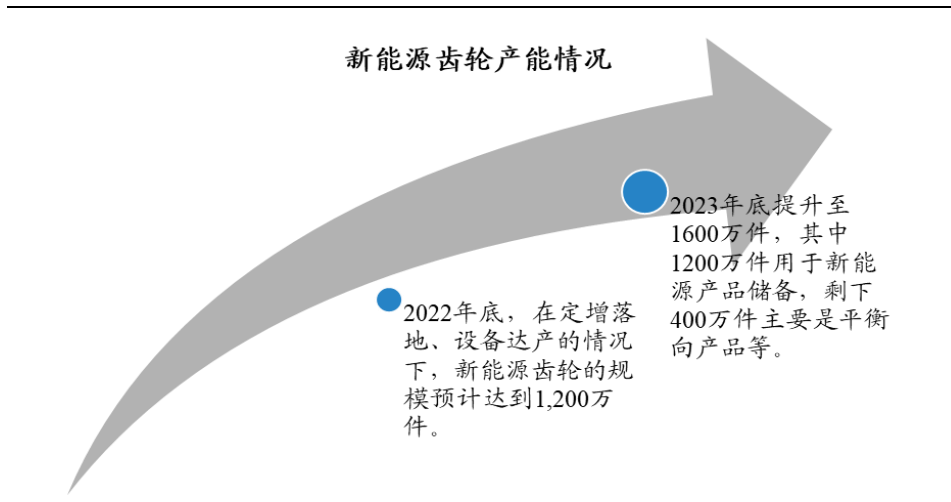 新能源齿轮产能情况
2022年底，在定增落
地、设备达产的情况
下，新能源齿轮的规
模预计达到1,200万
件。
2023年底提升至
1600万件，其中
1200万件用于新能
源产品储备，剩下
400万件主要是平衡
向产品等。